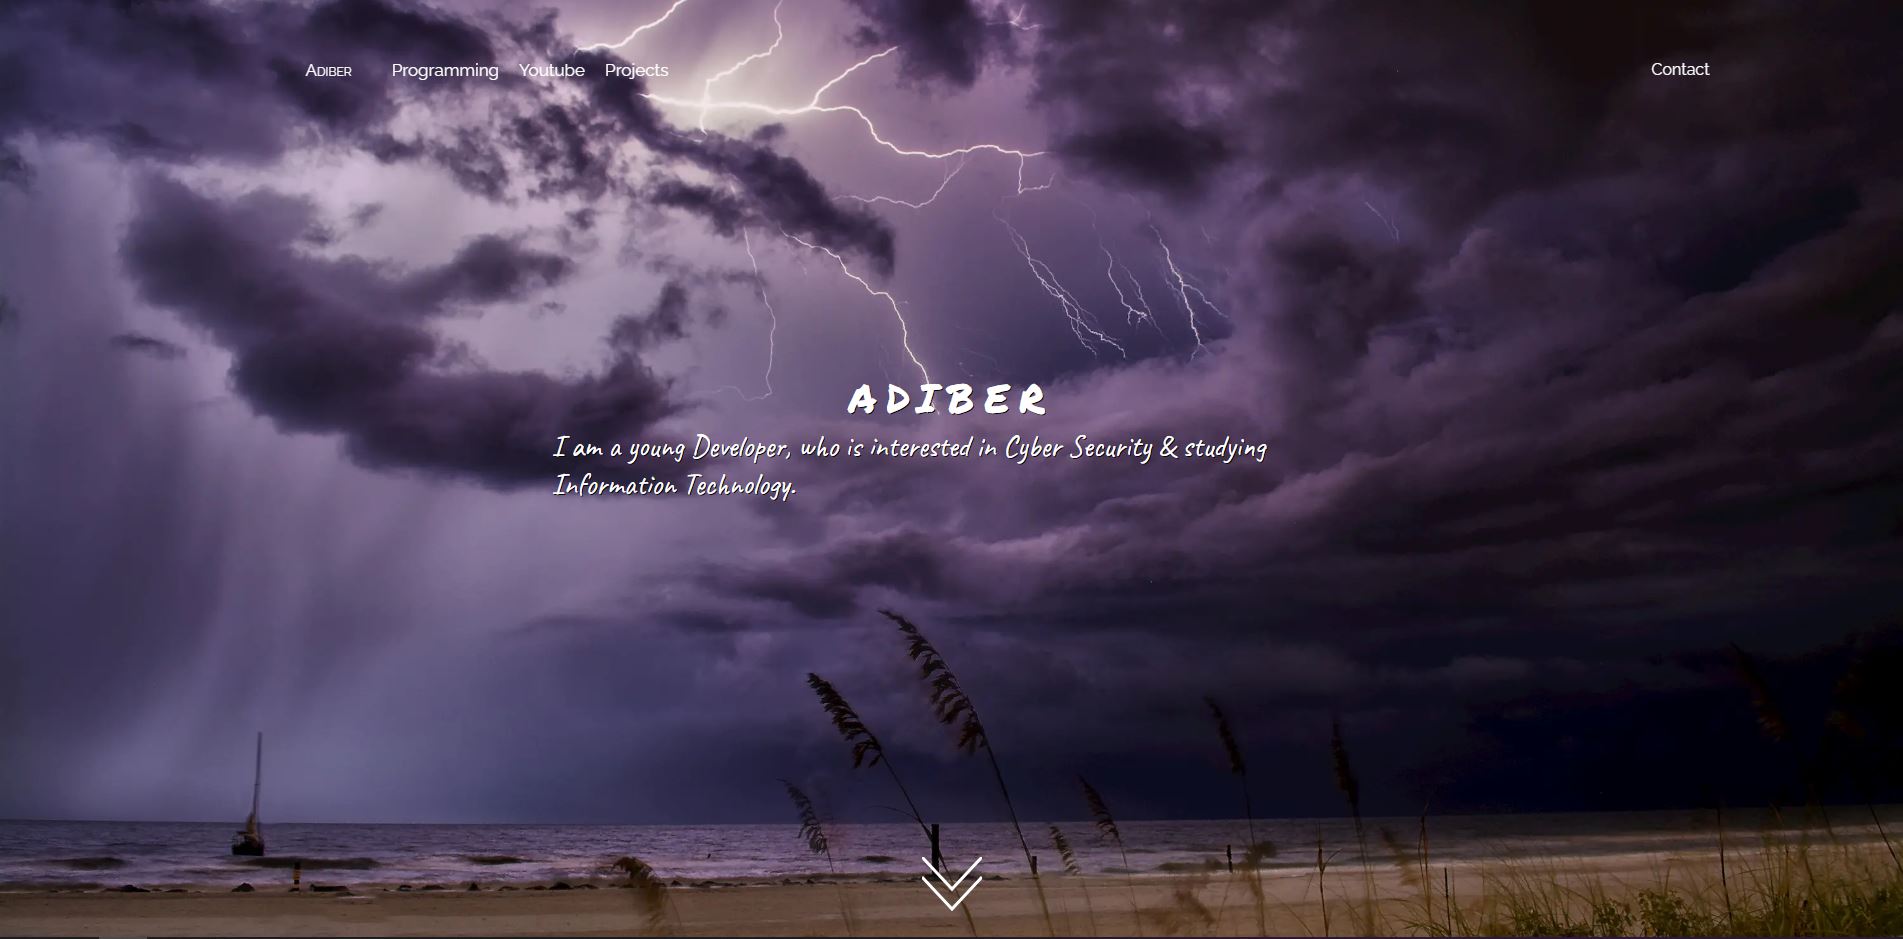 Adiber Programming Youtube Projects Contact
ADIBER
I am a young Developer, who is interested in Cyber Security & studying
Information Technology.